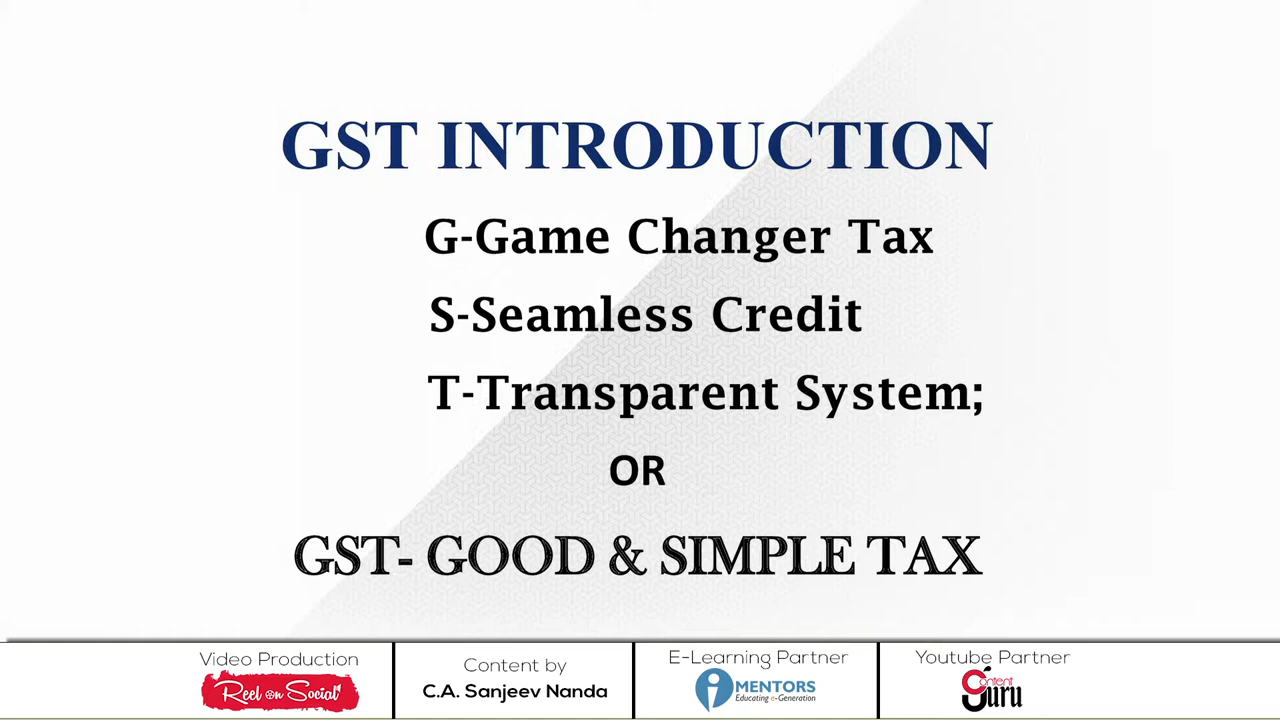 GST INTRODUCTION
G-Game Changer Tax
S-Seamless Credit
T-Transparent System;
OR
GST- GOOD & SIMPLE TAX
Video Production
Reel on Social
Content by
C.A. Sanjeev Nanda
E-Learning Partner
iMENTORS
Educating e-Generation
Youtube Partner
Content
Guru